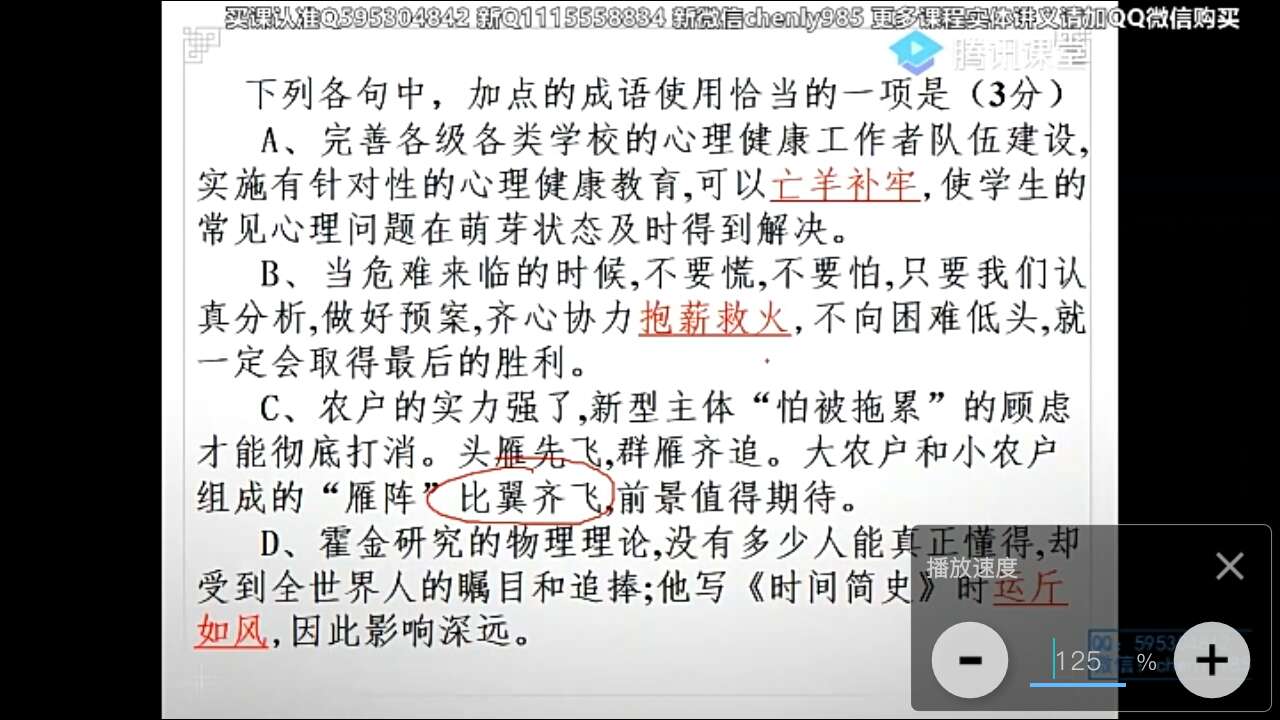 买课认准Q595304842 新Q1115558834 新微信chenly985 更多课程实体讲义请加QQ微信购买
腾讯课堂
下列各句中，加点的成语使用恰当的一项是（3分）
A、完善各级各类学校的心理健康工作者队伍建设,
实施有针对性的心理健康教育,可以亡羊补牢,使学生的
常见心理问题在萌芽状态及时得到解决。
B、当危难来临的时候,不要慌,不要怕,只要我们认
真分析,做好预案,齐心协力抱薪救火,不向困难低头,就
一定会取得最后的胜利。
C、农户的实力强了,新型主体“怕被拖累”的顾虑
才能彻底打消。头雁先飞,群雁齐追。大农户和小农户
组成的“雁阵”比翼齐飞,前景值得期待。
D、霍金研究的物理理论,没有多少人能真正懂得,却
受到全世界人的瞩目和追捧;他写《时间简史》时运斤
如风,因此影响深远。
播放速度
- 125 % +